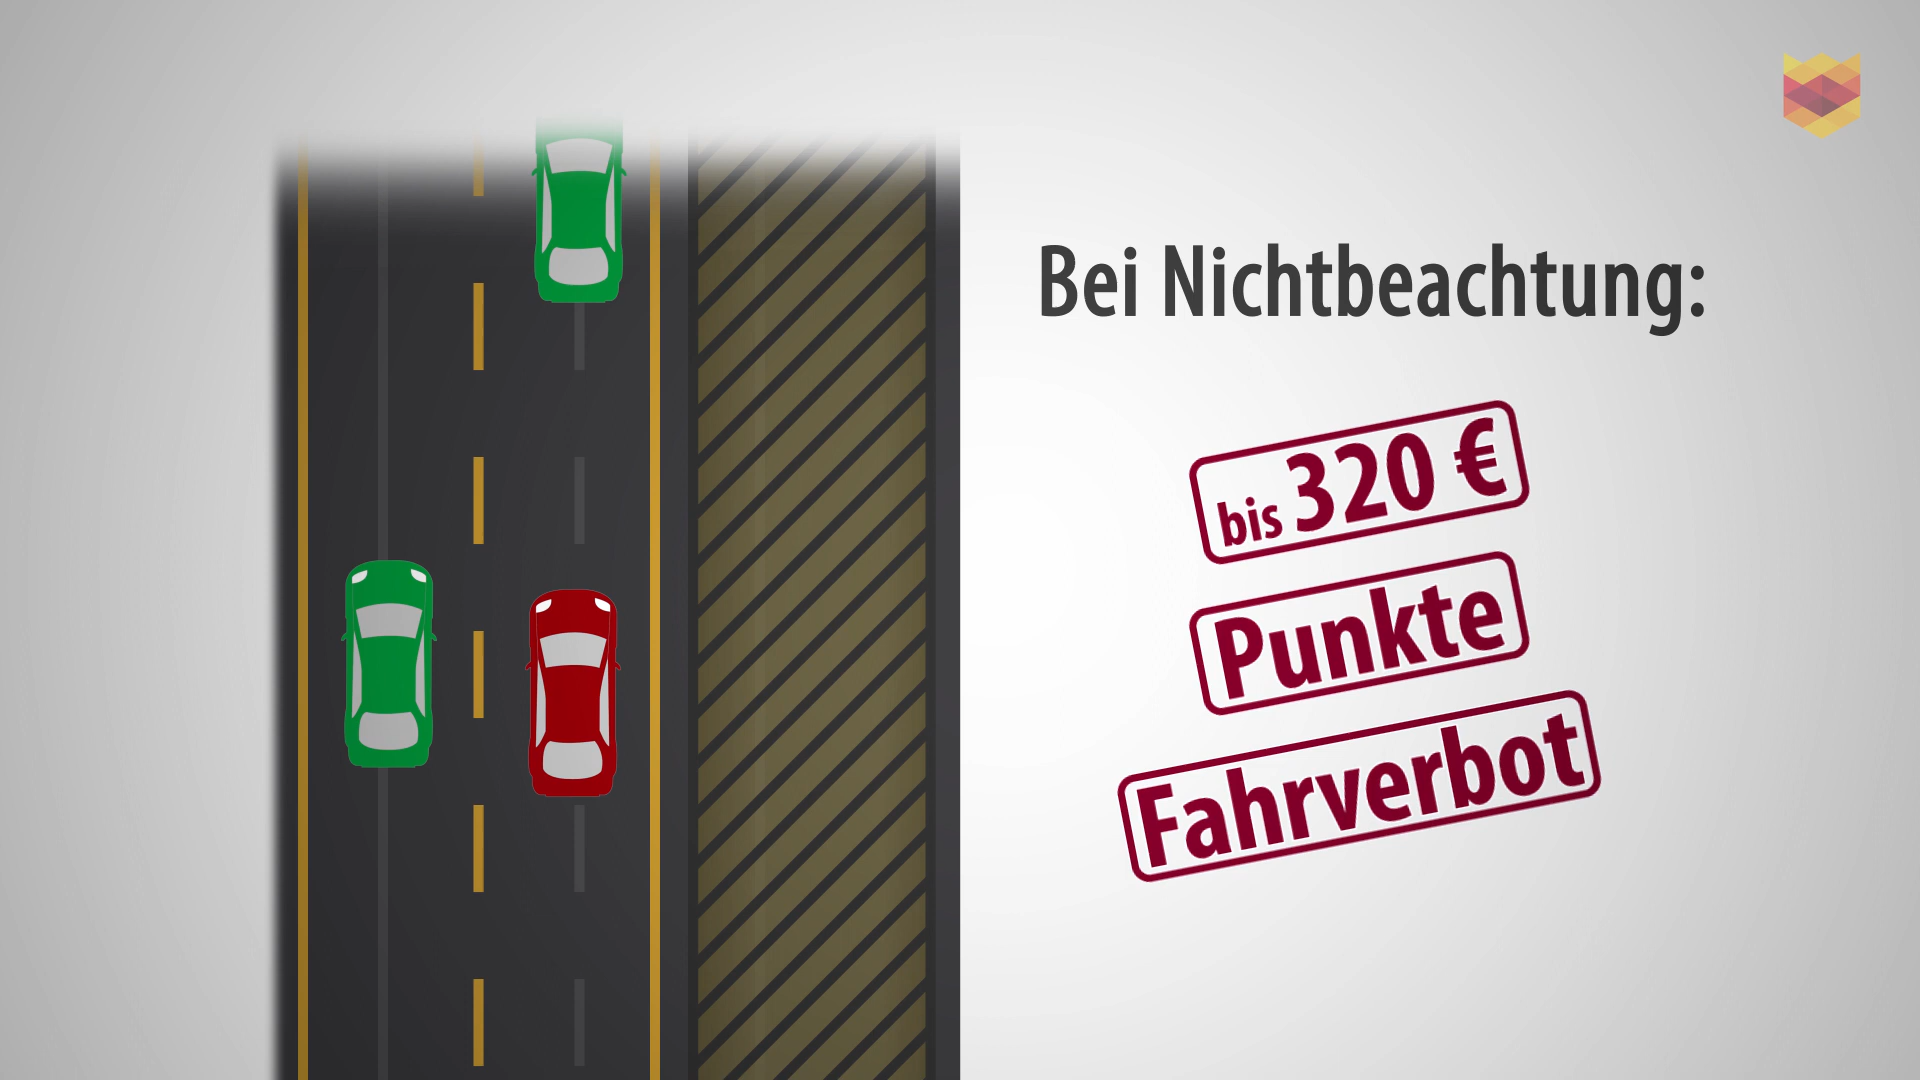 Bei Nichtbeachtung:
bis 320 €
Punkte
Fahrverbot